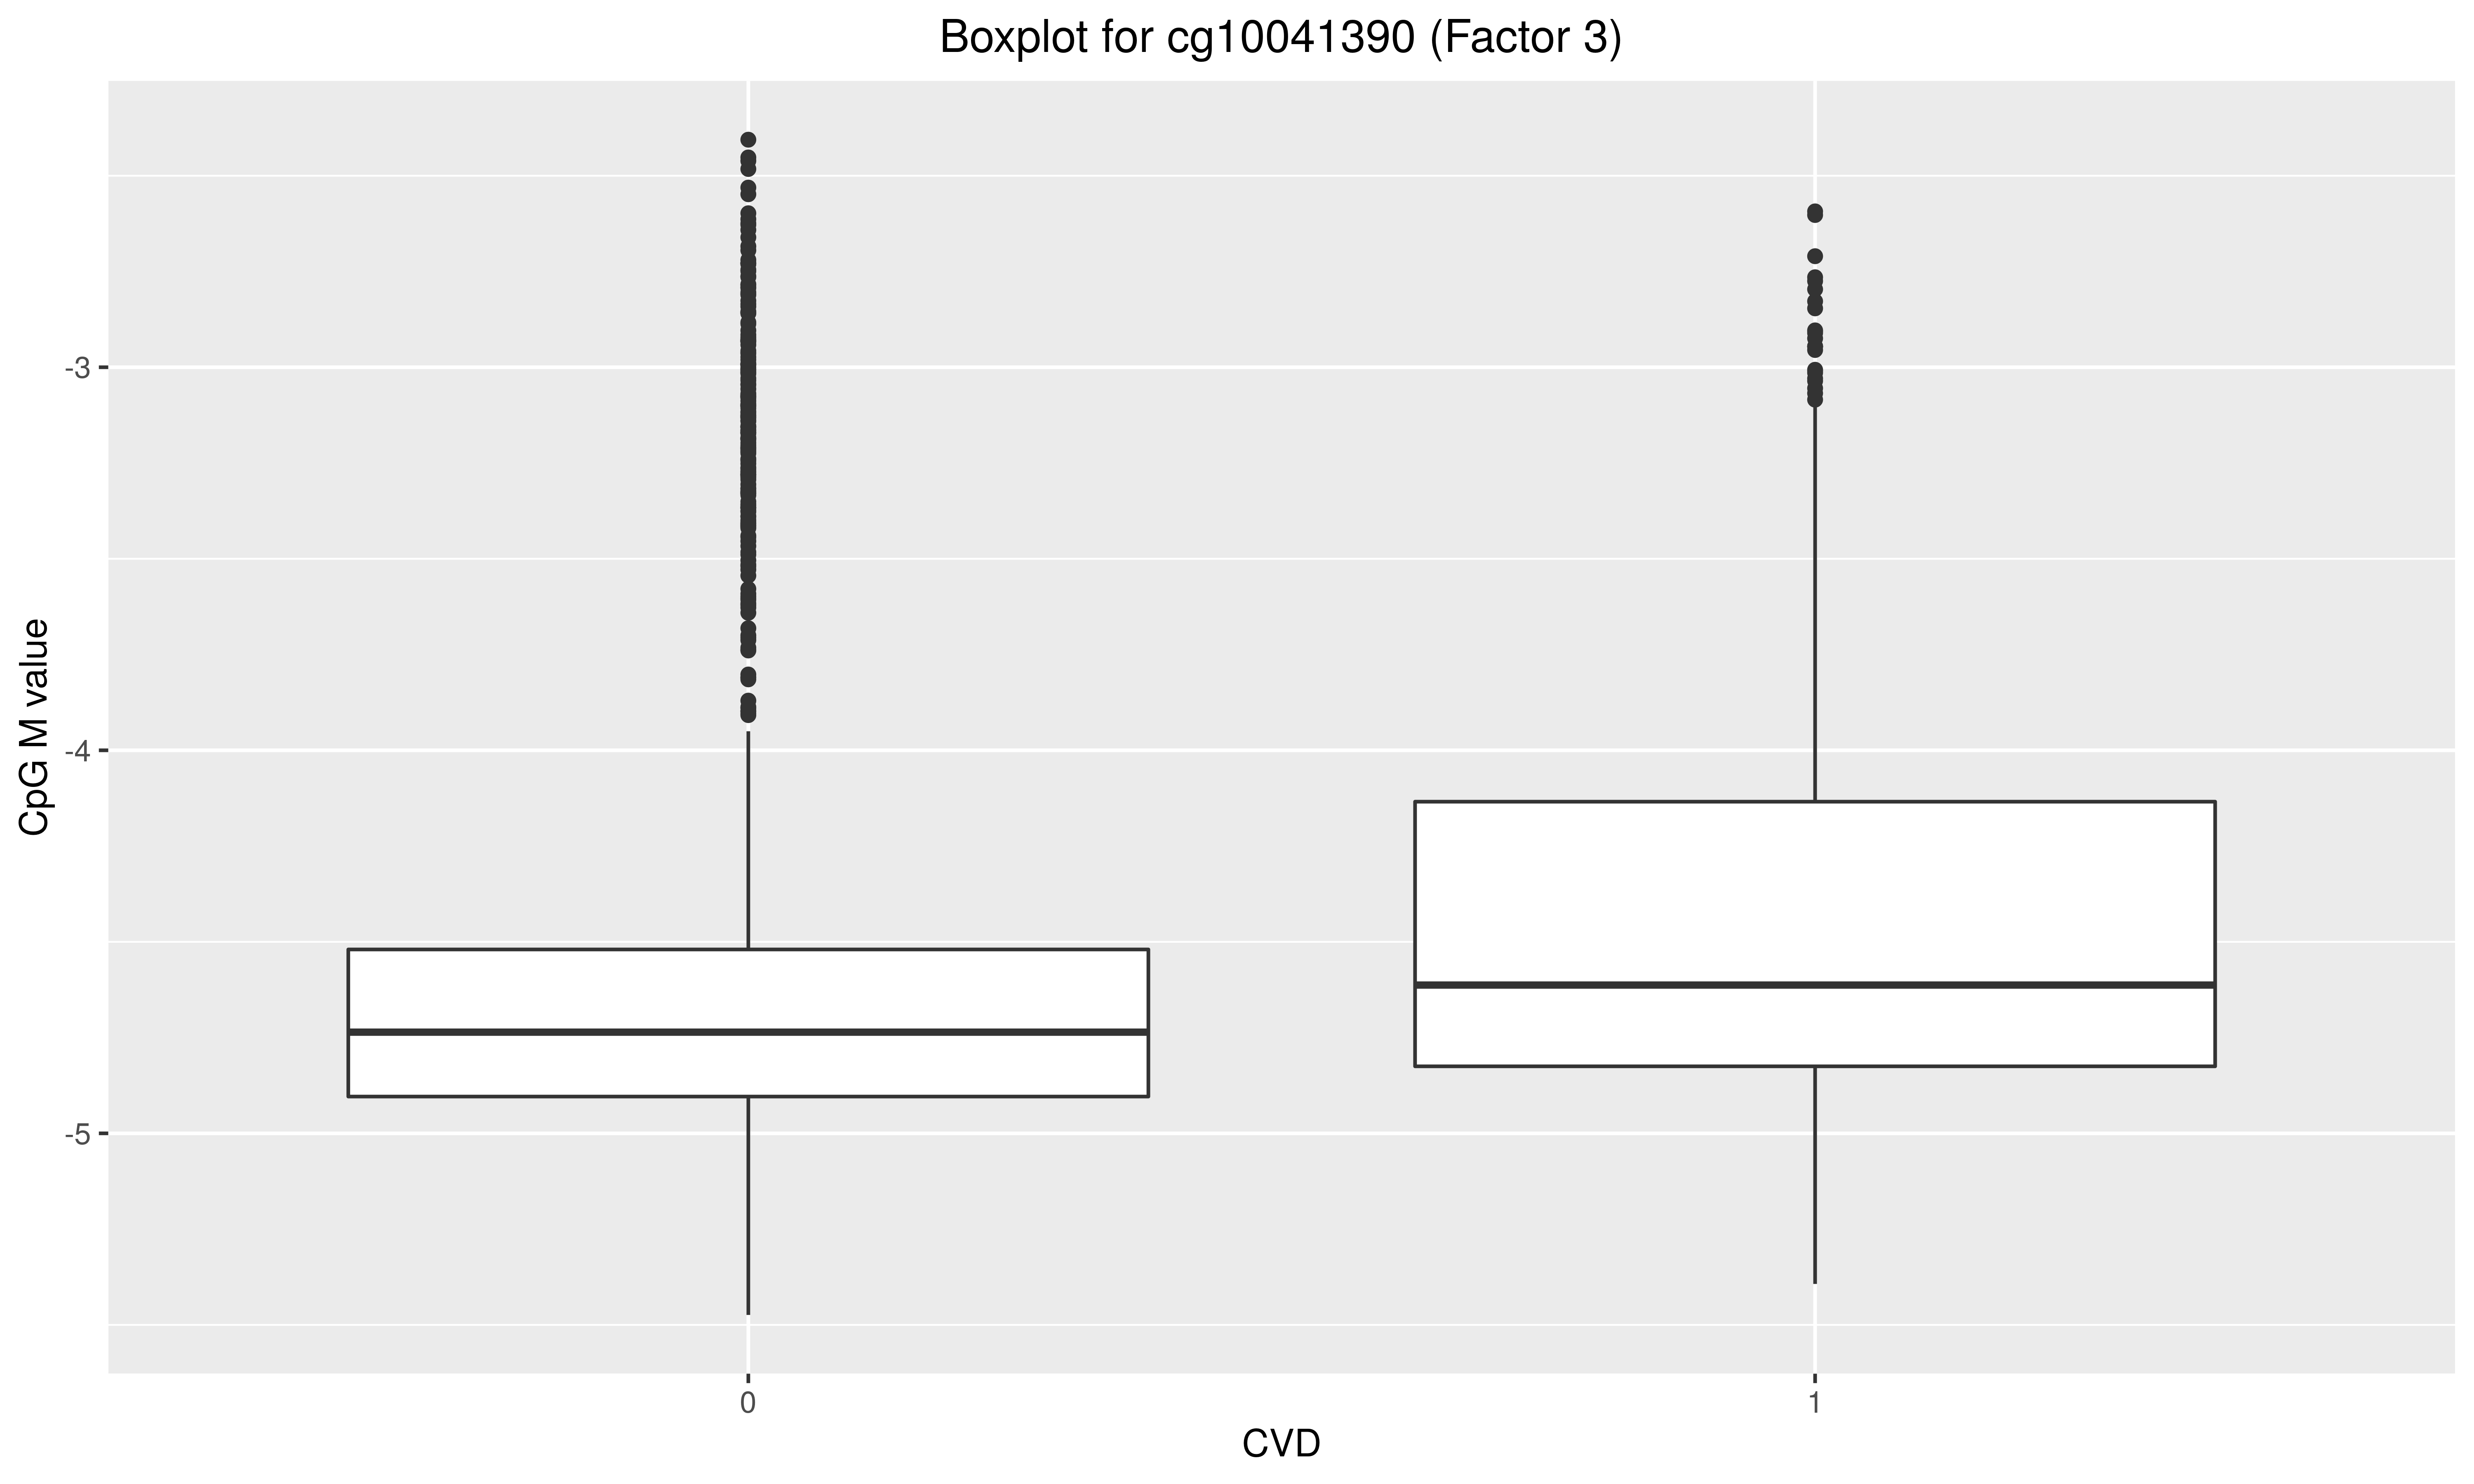 Boxplot for cg10041390 (Factor 3)
CpG M value
-3
-4
-5
0
1
CVD